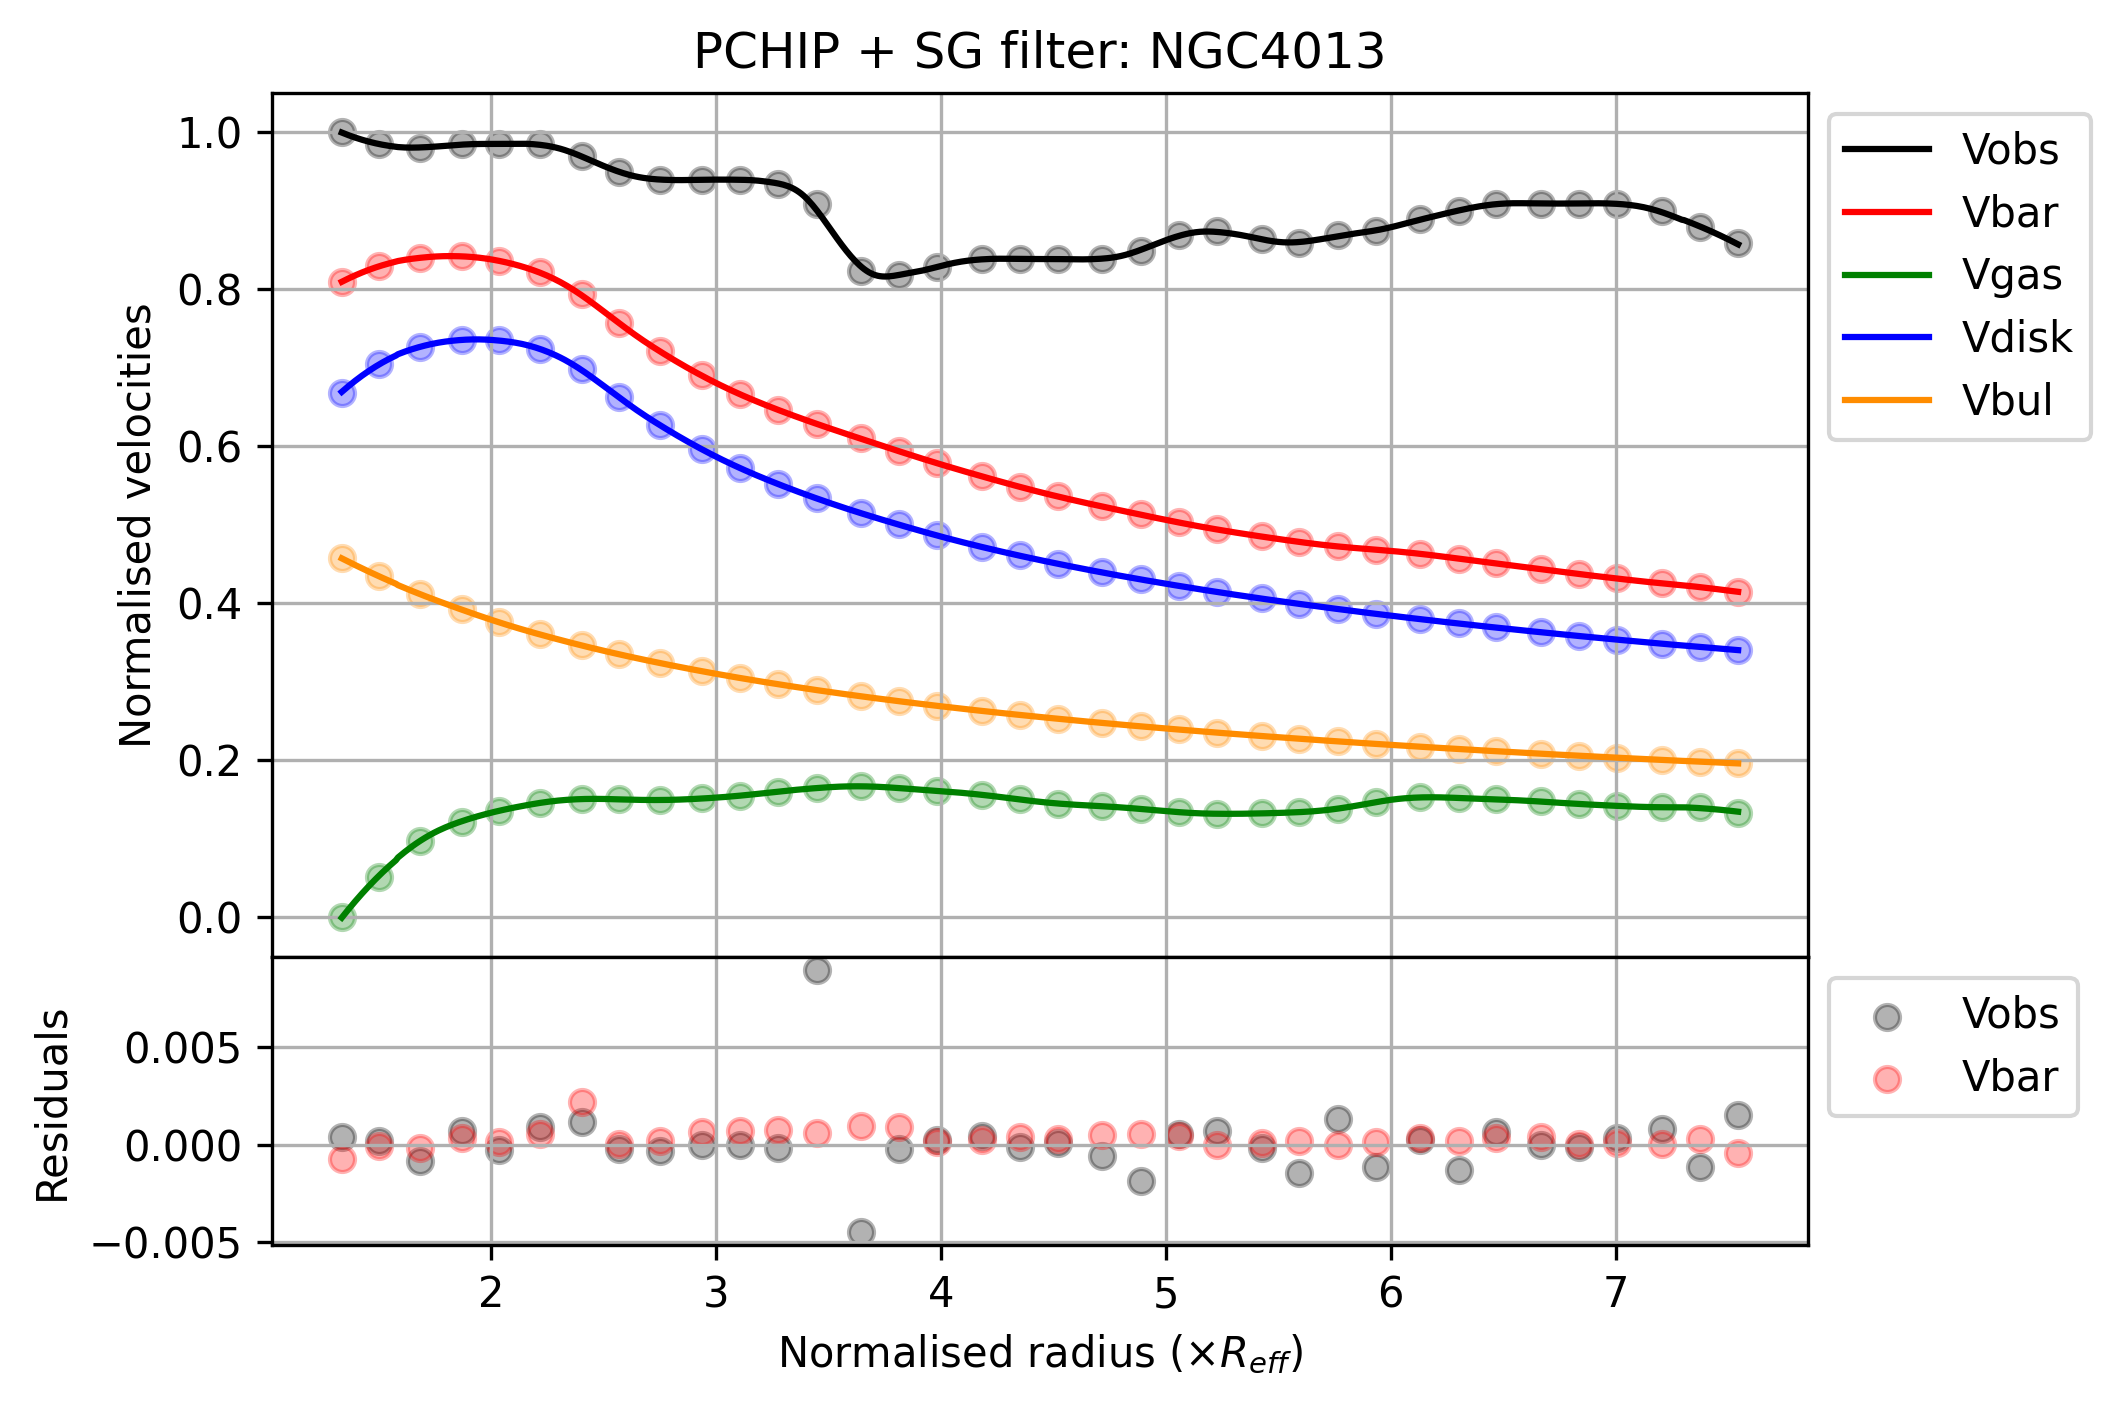 PCHIP + SG filter: NGC4013
Normalised velocities
1.0
0.8
0.6
0.4
0.2
0.0
Vobs
Vbar
Vgas
Vdisk
Vbul
Residuals
0.005
0.000
−0.005
Vobs
Vbar
2 3 4 5 6 7
Normalised radius (×R_{eff})